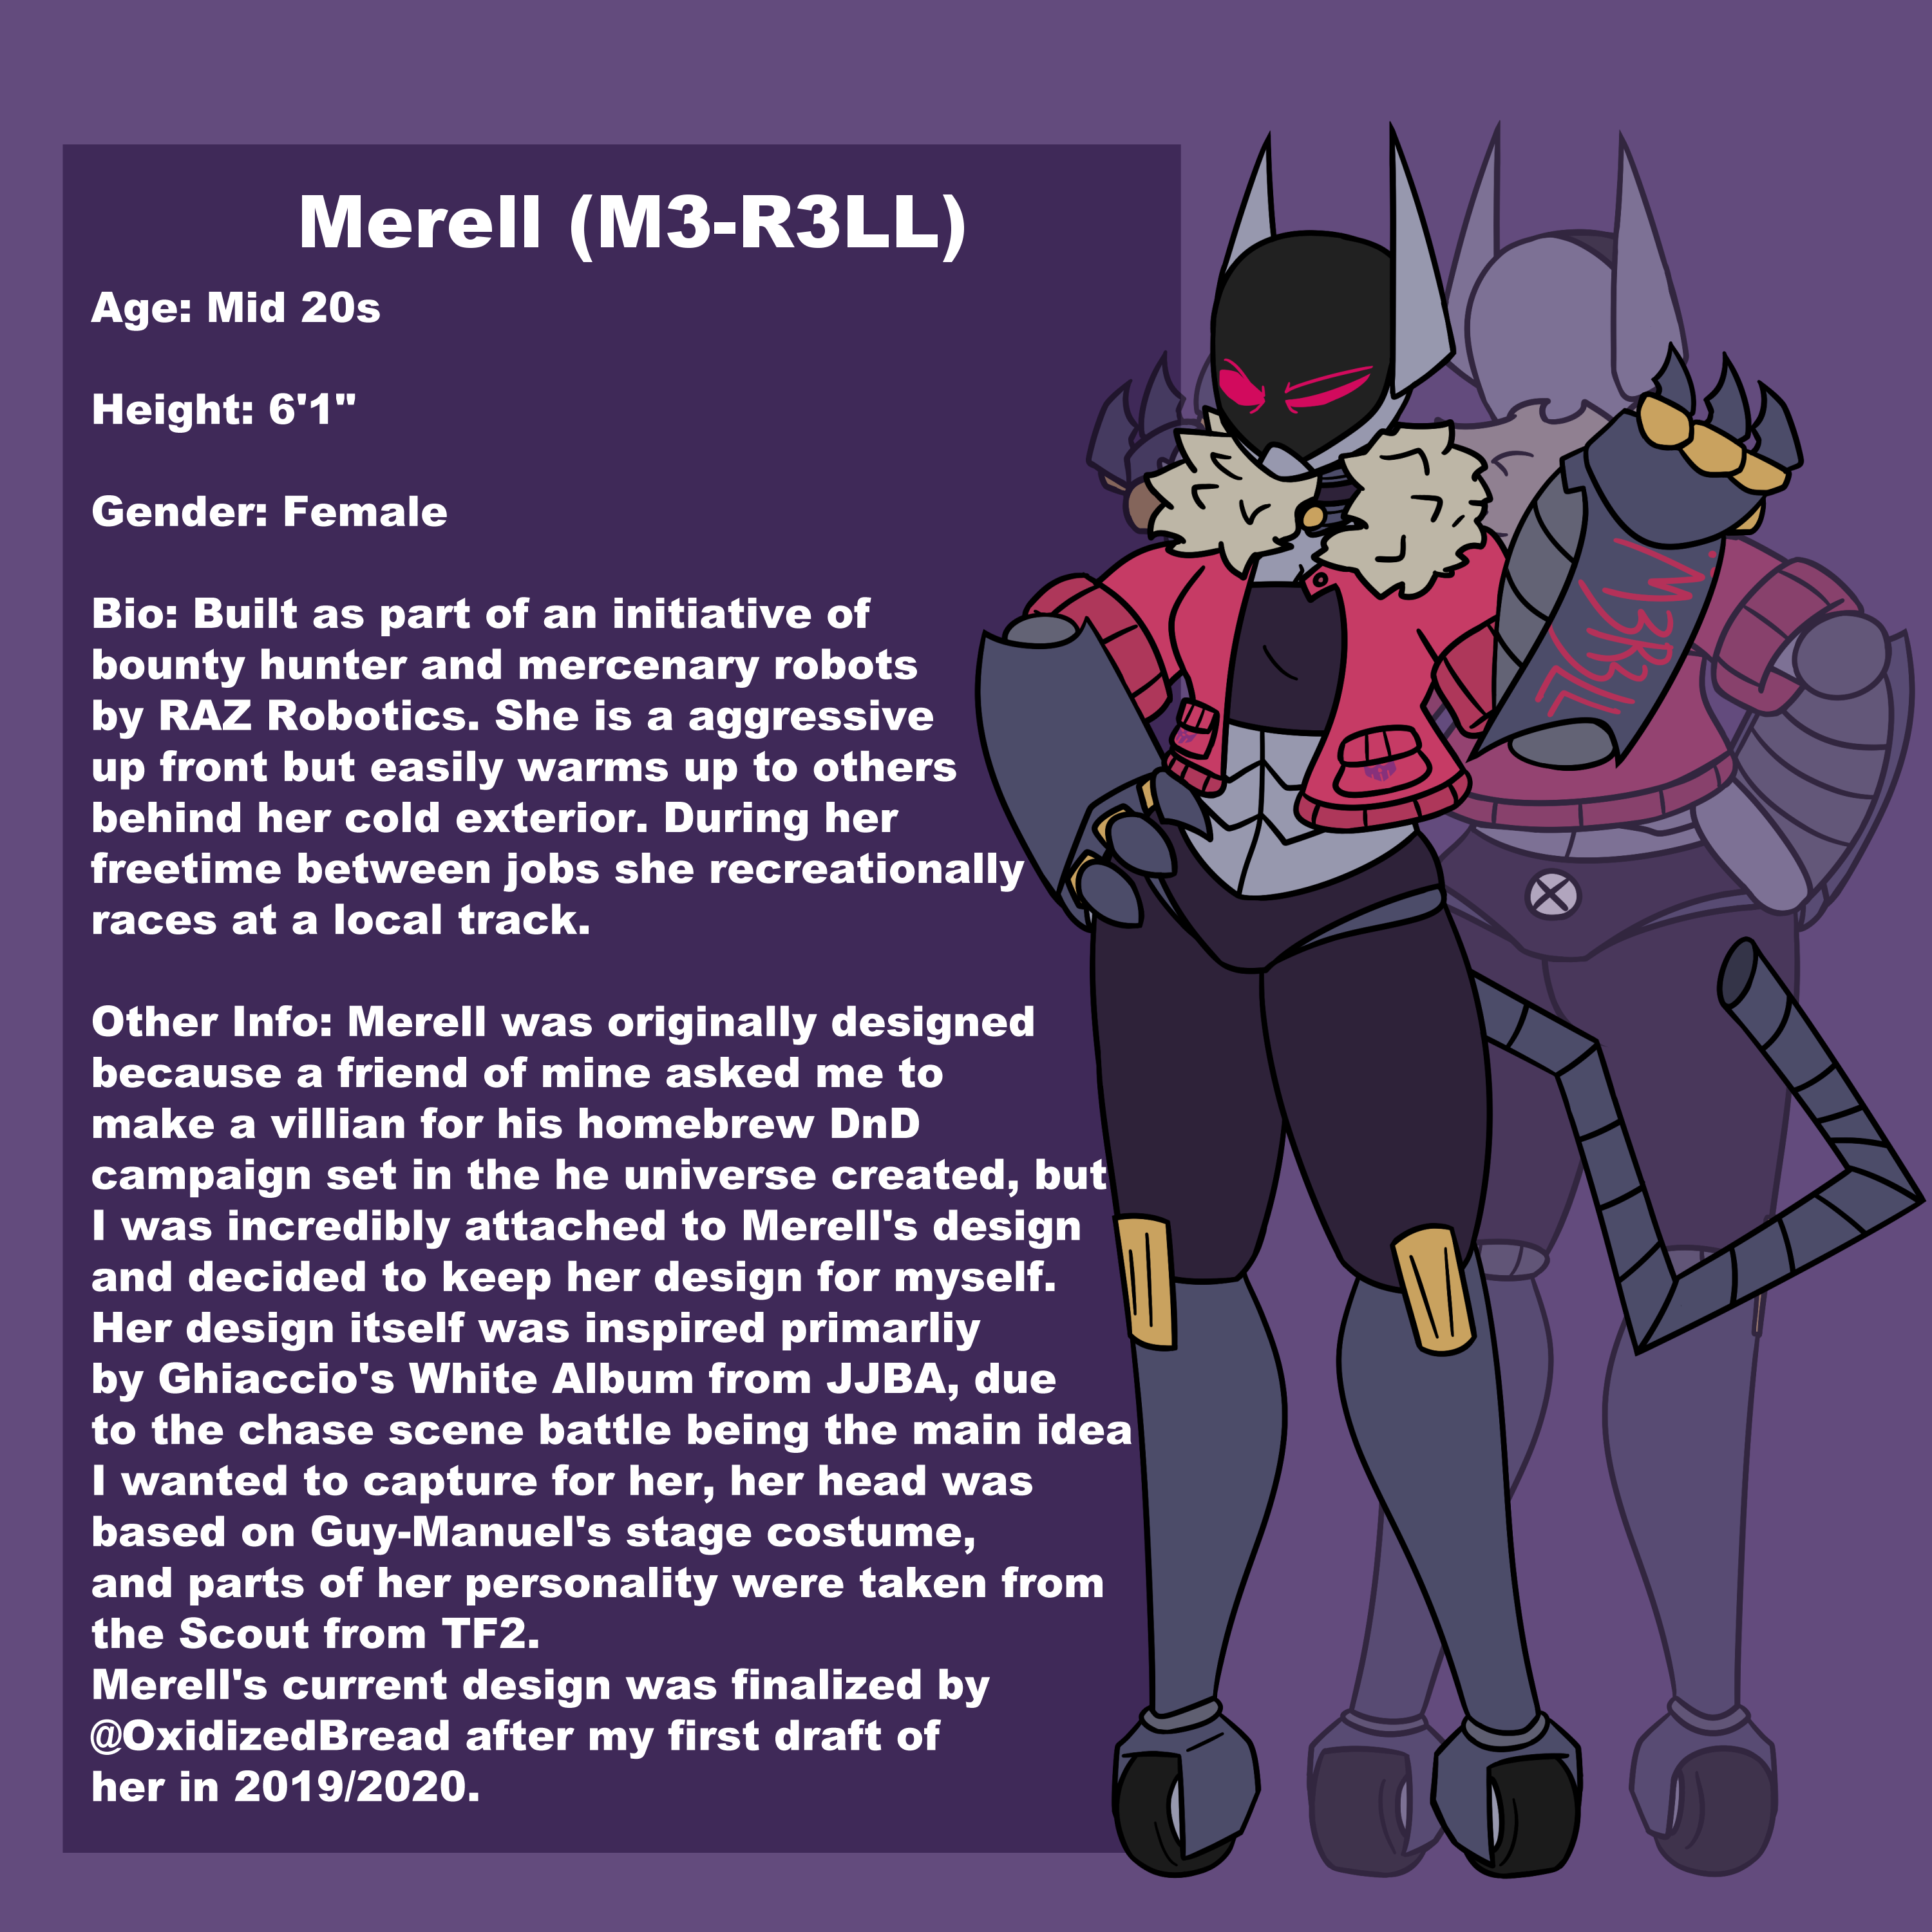 Merell (M3-R3LL)
Age: Mid 20s
Height: 6'1"
Gender: Female
Bio: Built as part of an initiative of
bounty hunter and mercenary robots
by RAZ Robotics. She is a aggressive
up front but easily warms up to others
behind her cold exterior. During her
freetime between jobs she recreationally
races at a local track.
Other Info: Merell was originally designed
because a friend of mine asked me to
make a villian for his homebrew DnD
campaign set in the he universe created, but
I was incredibly attached to Merell's design
and decided to keep her design for myself.
Her design itself was inspired primarliy
by Ghiaccio's White Album from JJBA, due
to the chase scene battle being the main idea
I wanted to capture for her, her head was
based on Guy-Manuel's stage costume,
and parts of her personality were taken from
the Scout from TF2.
Merell's current design was finalized by
@OxidizedBread after my first draft of
her in 2019/2020.